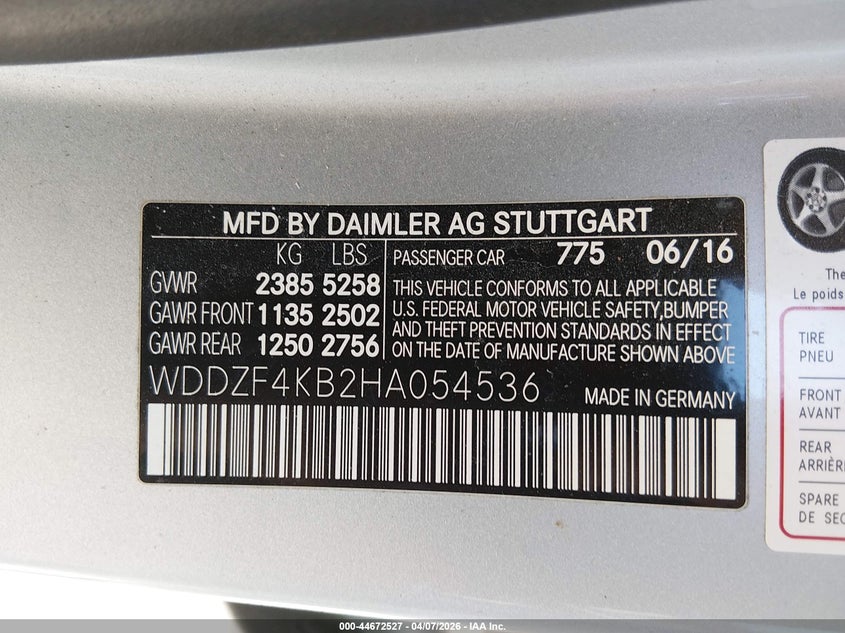 MFD BY DAIMLER AG STUTTGART
KG LBS
GVWR 2385 5258
GAWR FRONT 1135 2502
GAWR REAR 1250 2756
PASSENGER CAR 775 06/16
THIS VEHICLE CONFORMS TO ALL APPLICABLE
U.S. FEDERAL MOTOR VEHICLE SAFETY,BUMPER
AND THEFT PREVENTION STANDARDS IN EFFECT
ON THE DATE OF MANUFACTURE SHOWN ABOVE
WDDZF4KB2HA054536 MADE IN GERMANY
The
Le poids
TIRE
PNEU
FRONT
AVANT
REAR
ARRIÈRE
SPARE
DE SEC
000-44672527 - 04/07/2026 - IAA Inc.